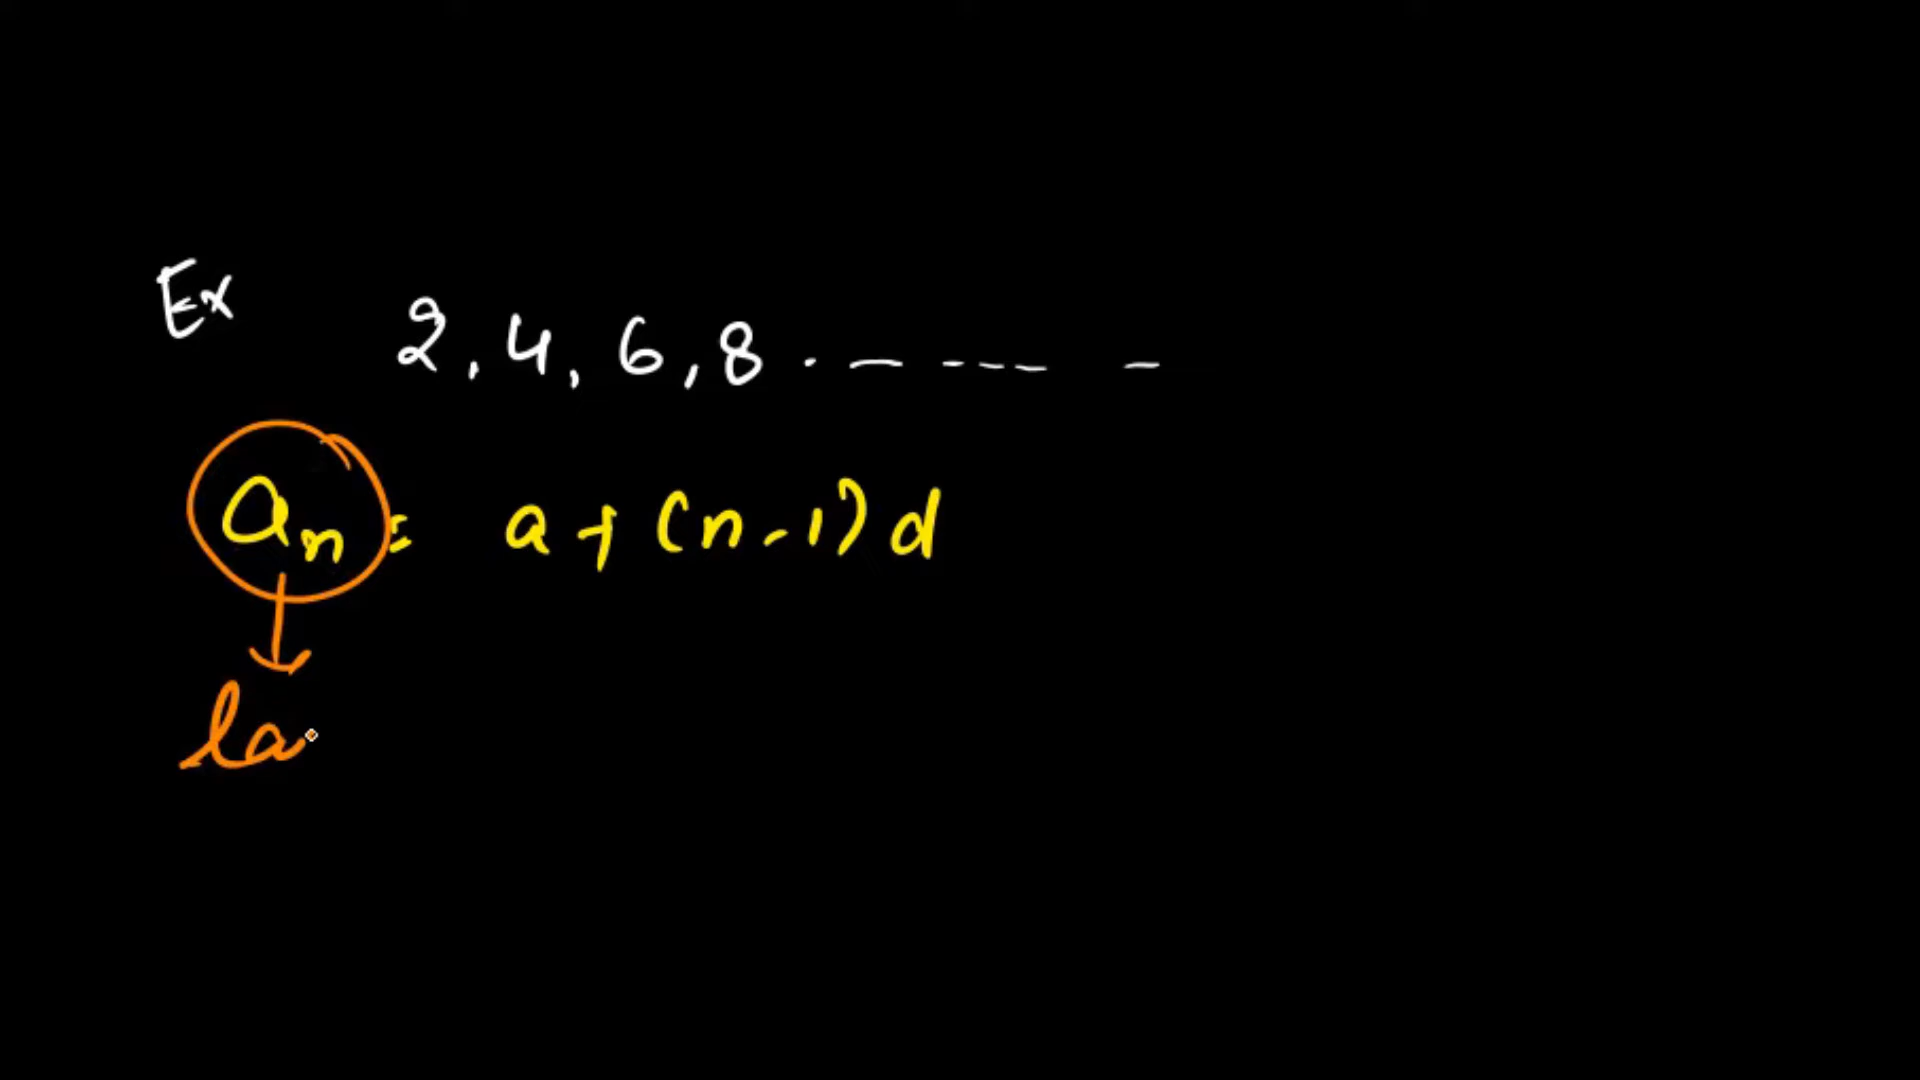 Ex 2, 4, 6, 8 . — - - - -
an = a + (n-1) d
la